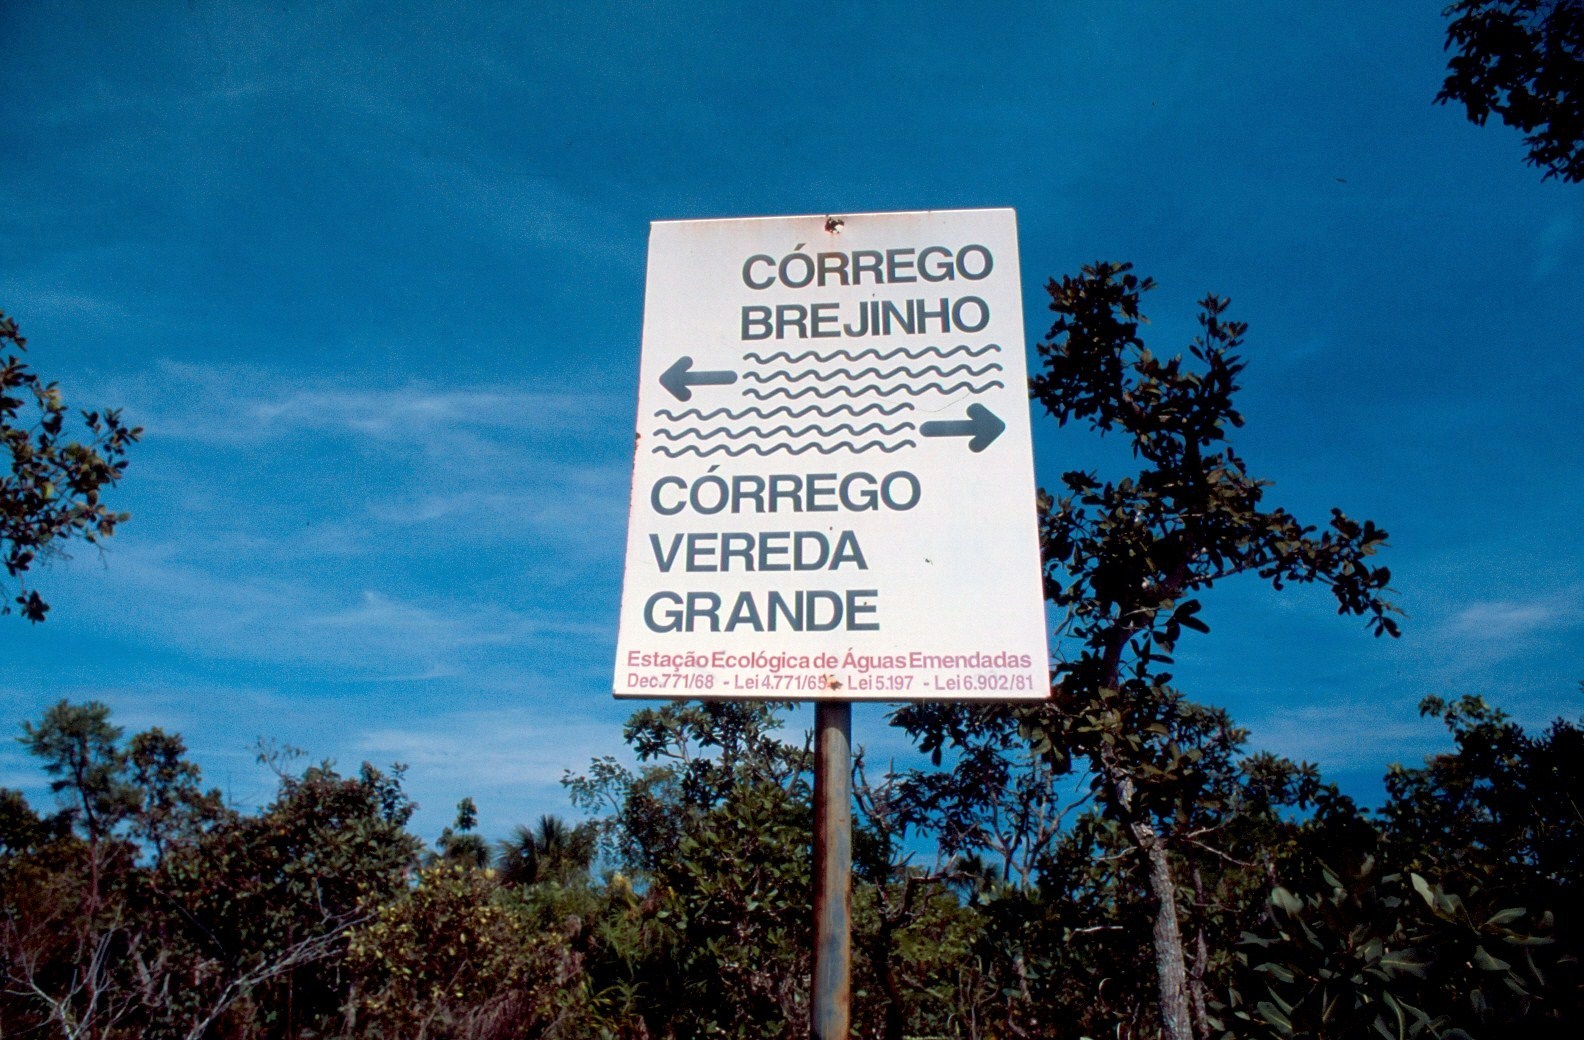 CÓRREGO
BREJINHO
CÓRREGO
VEREDA
GRANDE
Estação Ecológica de Águas Emendadas
Dec.771/68 - Lei 4.771/65 - Lei 5.197 - Lei 6.902/81